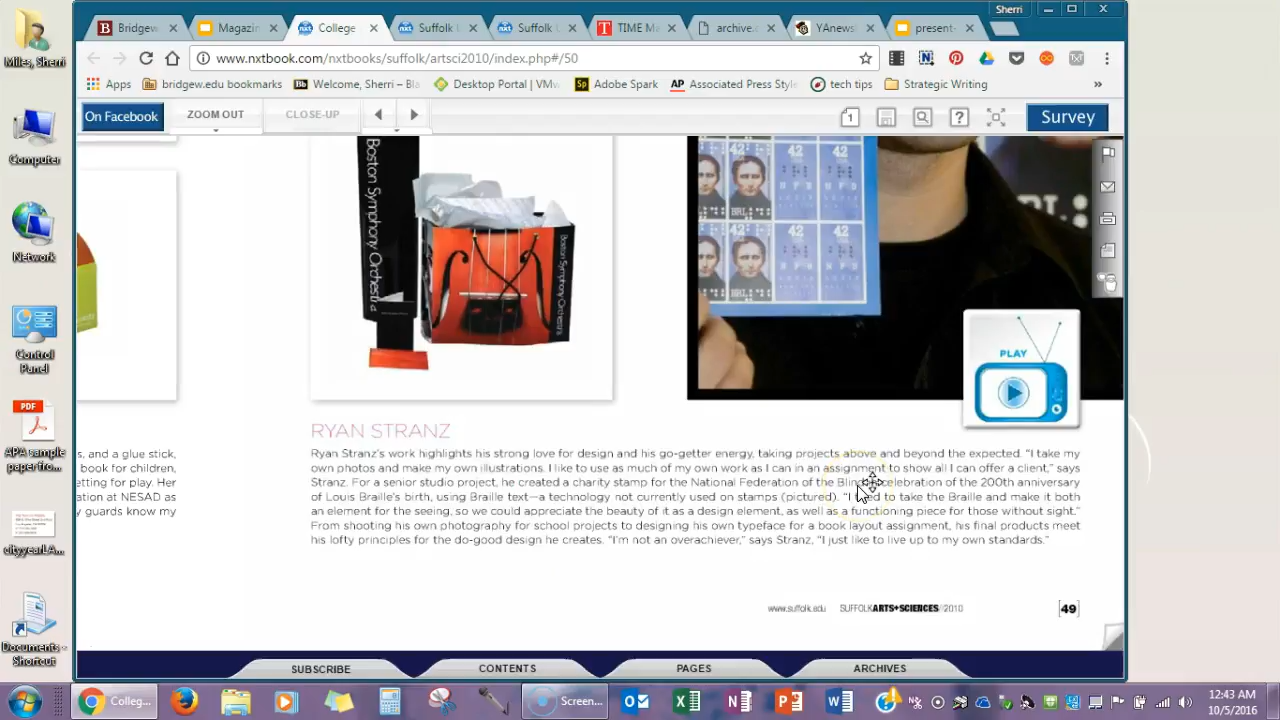 Sherri
Bridgew
Magazin
College
Suffolk
Suffolk
TIME M
archive
YAnews
present-
www.nxtbook.com/nxtbooks/suffolk/artsci2010/index.php#/50
Apps
bridgew.edu bookmarks
Welcome, Sherri – Bla
Desktop Portal | VMw
Adobe Spark
Associated Press Style
tech tips
Strategic Writing
»
On Facebook
ZOOM OUT
CLOSE-UP
1
?
Survey
Miles, Sherri
Computer
Network
Control
Panel
PDF
APA sample
paper fro...
cityyearLA...
Documents -
Shortcut
Boston Symphony Orchestra
Boston Symphony Orchestra
42 42
42 42
PLAY
s, and a glue stick,
book for children,
etting for play. Her
ation at NESAD as
y guards know my
RYAN STRANZ
Ryan Stranz's work highlights his strong love for design and his go-getter energy, taking projects above and beyond the expected. "I take my
own photos and make my own illustrations. I like to use as much of my own work as I can in an assignment to show all I can offer a client," says
Stranz. For a senior studio project, he created a charity stamp for the National Federation of the Blind celebration of the 200th anniversary
of Louis Braille's birth, using Braille text—a technology not currently used on stamps (pictured). "I to take the Braille and make it both
an element for the seeing, so they could appreciate the beauty of it as a design element, as well as a functioning piece for those without sight."
From shooting his own photography for school projects to designing his own typeface for a book layout assignment, his final products meet
his lofty principles for the do-good design he creates. "I'm not an overachiever," says Stranz, "I just like to live up to my own standards."
www.suffolk.edu SUFFOLKARTS+SCIENCES/2010 [49]
SUBSCRIBE
CONTENTS
PAGES
ARCHIVES
Colleg...
Screen...
12:43 AM
10/5/2016